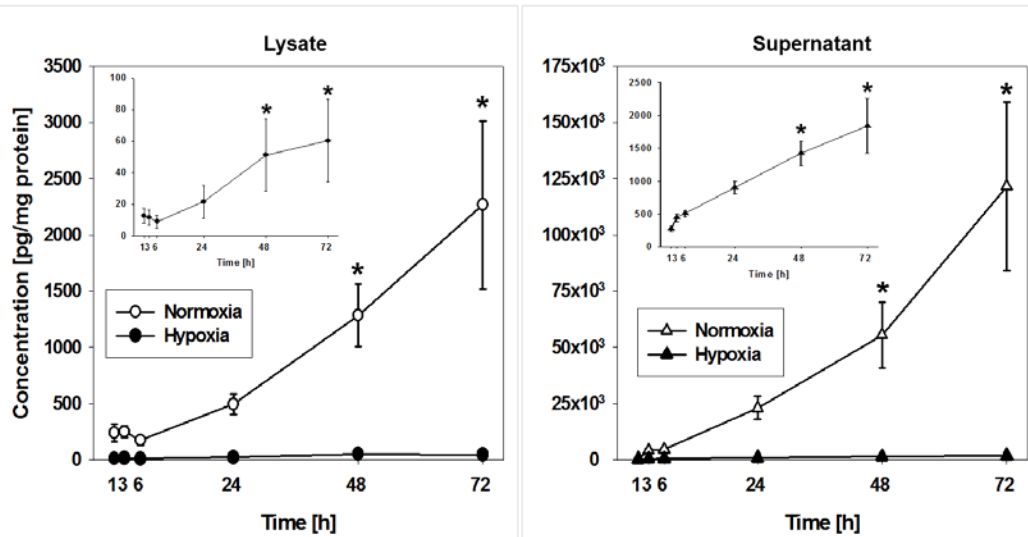 Lysate
Concentration [pg/mg protein]
3500
3000
2500
2000
1500
1000
500
0
100
80
60
40
20
0
* *
13 6 24 48 72
Time [h]
*
*
Normoxia
Hypoxia
13 6 24 48 72
Time [h]
Supernatant
175x10³
150x10³
125x10³
100x10³
75x10³
50x10³
25x10³
0
2500
2000
1500
1000
500
0
*
*
13 6 24 48 72
Time [h]
*
*
Normoxia
Hypoxia
13 6 24 48 72
Time [h]